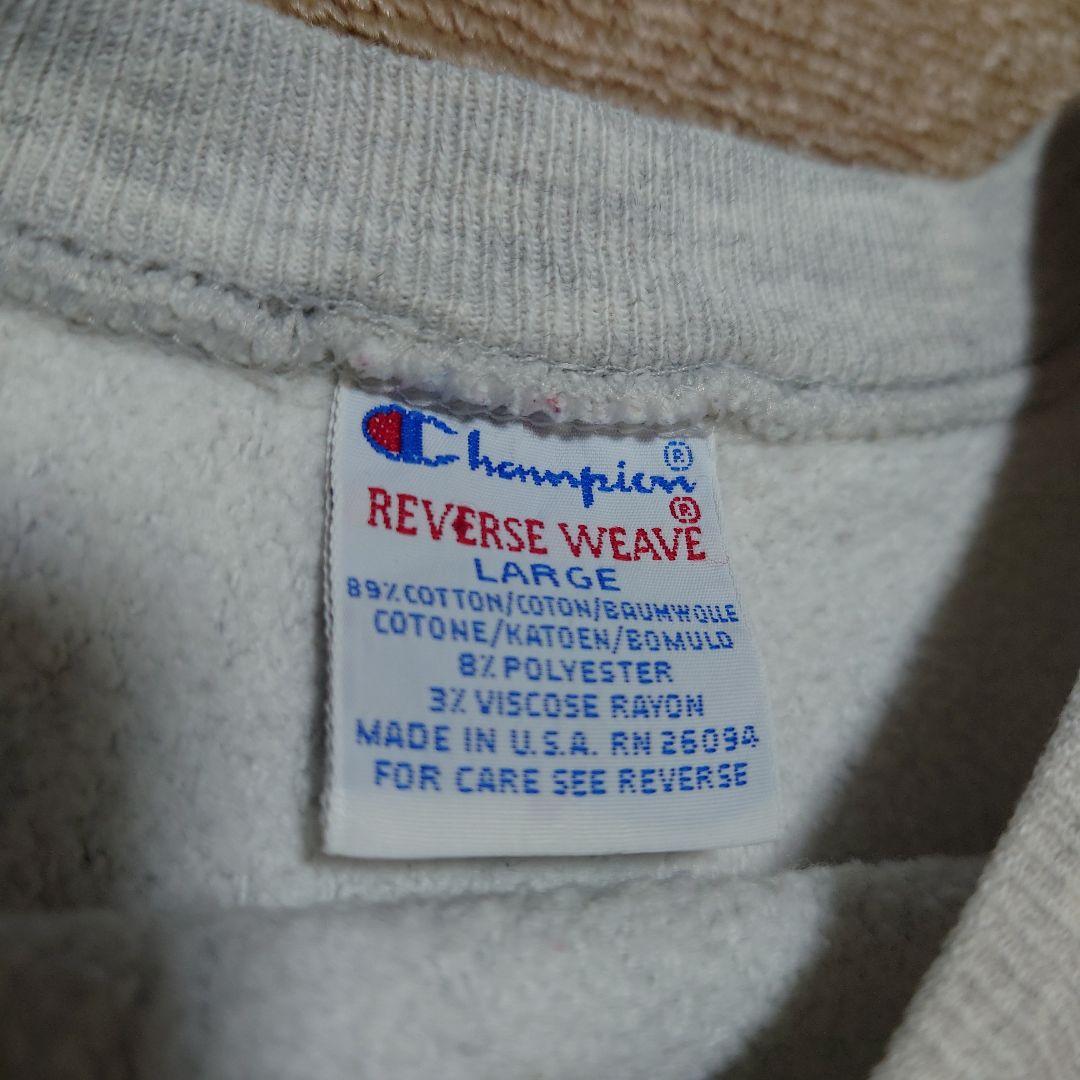 Champion®
REVERSE WEAVE®
LARGE
89% COTTON/COTON/BAUMWOLLE
COTONE/KATOEN/BOMULD
8% POLYESTER
3% VISCOSE RAYON
MADE IN U.S.A. RN 26094
FOR CARE SEE REVERSE